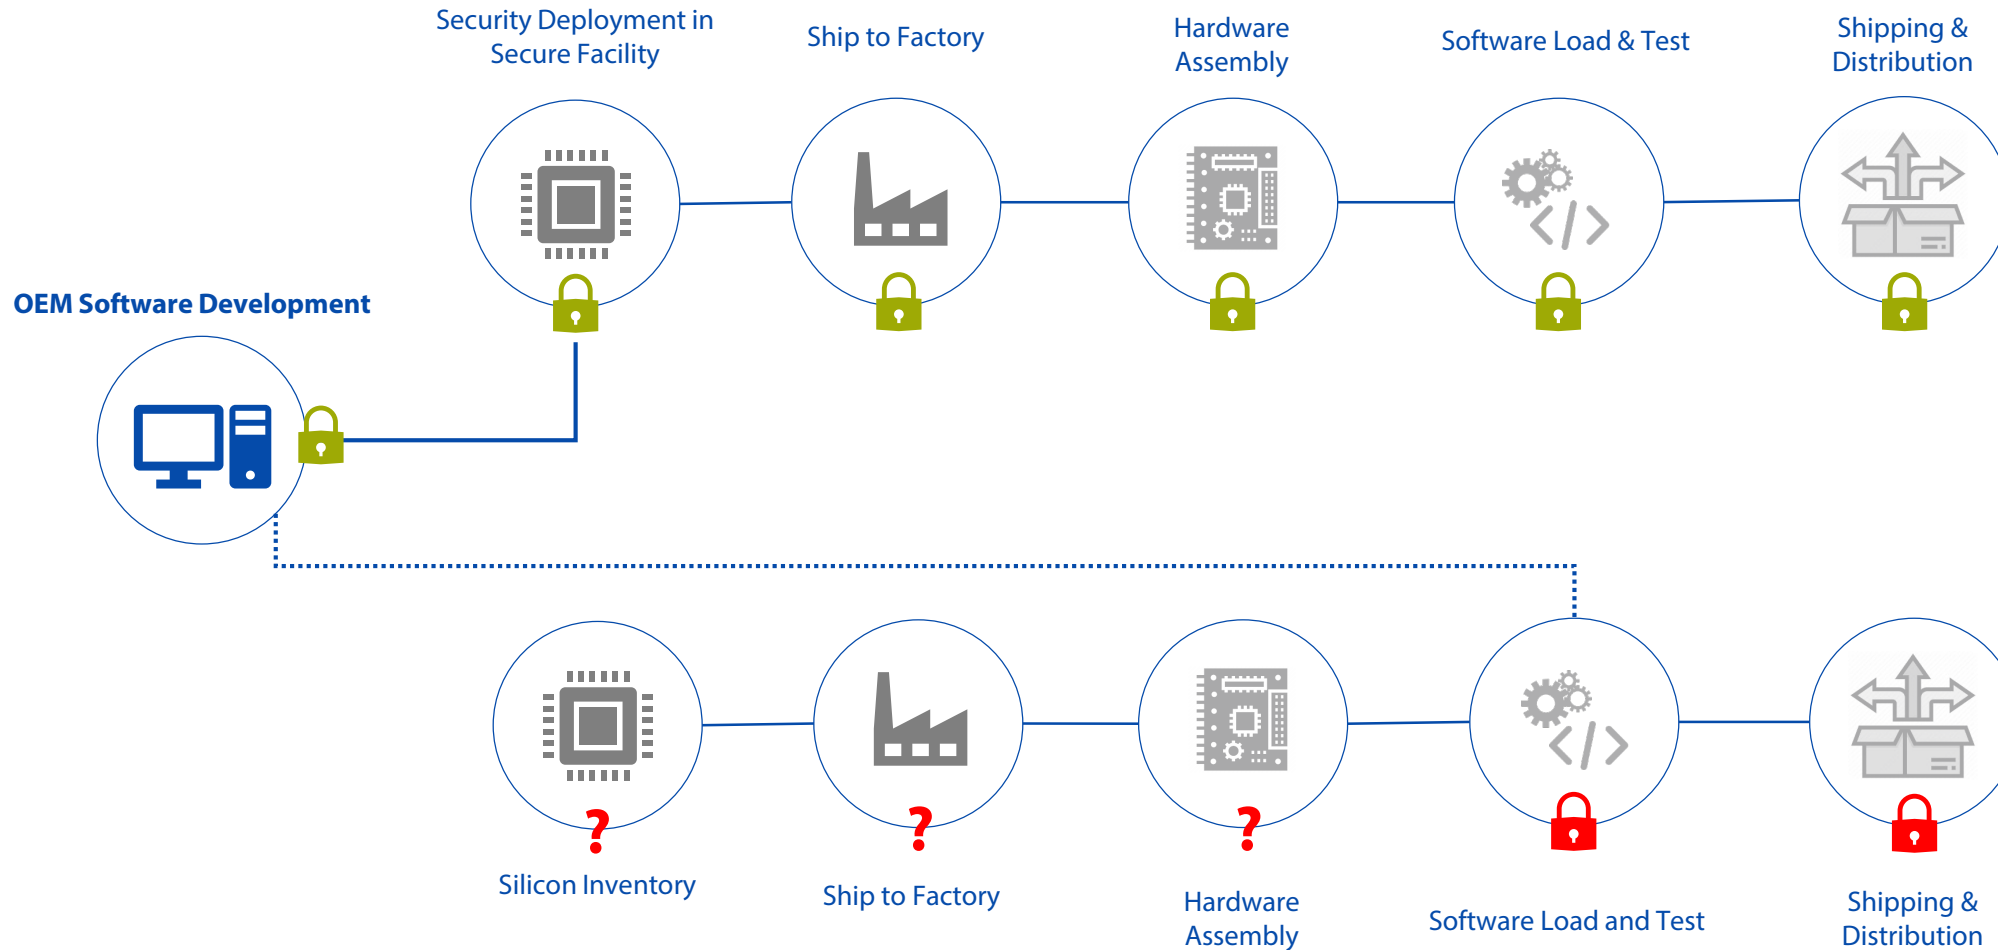 Security Deployment in
Secure Facility
Ship to Factory
Hardware
Assembly
Software Load & Test
Shipping &
Distribution
OEM Software Development
</>
?
?
?
</>
Silicon Inventory
Ship to Factory
Hardware
Assembly
Software Load and Test
Shipping &
Distribution